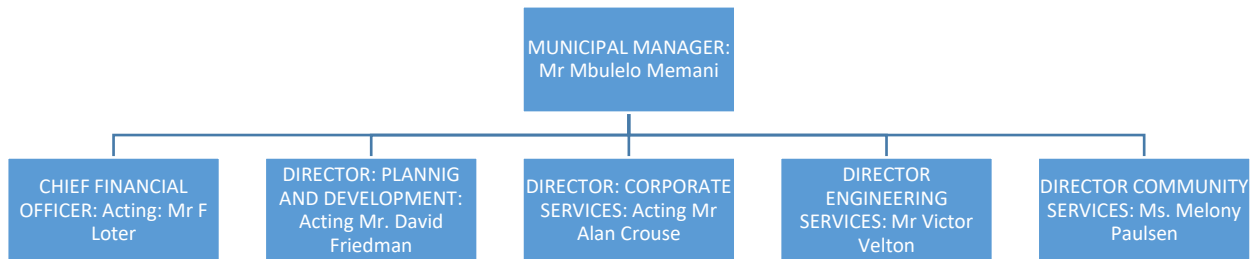 MUNICIPAL MANAGER:
Mr Mbulelo Memani
CHIEF FINANCIAL
OFFICER: Acting: Mr F
Loter
DIRECTOR: PLANNIG
AND DEVELOPMENT:
Acting Mr. David
Friedman
DIRECTOR: CORPORATE
SERVICES: Acting Mr
Alan Crouse
DIRECTOR
ENGINEERING
SERVICES: Mr Victor
Velton
DIRECTOR COMMUNITY
SERVICES: Ms. Melony
Paulsen